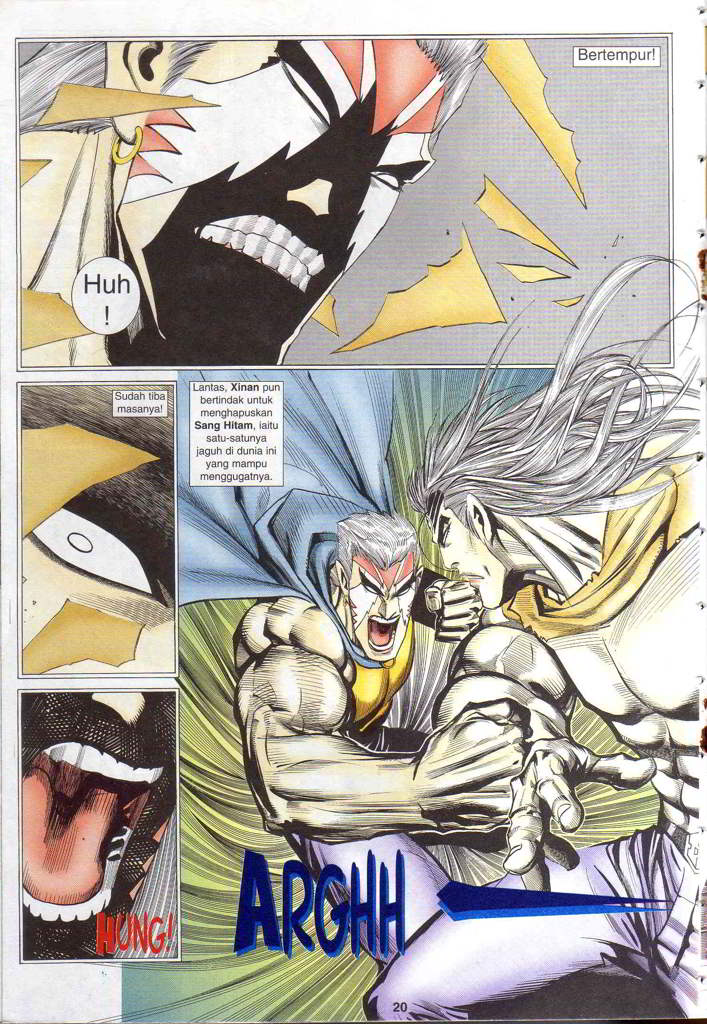 Bertempur!
Huh
!
Sudah tiba
masanya!
Lantas, Xinan pun
bertindak untuk
menghapuskan
Sang Hitam, iaitu
satu-satunya
jaguh di dunia ini
yang mampu
menggugatnya.
HUNG!
ARGHH
20